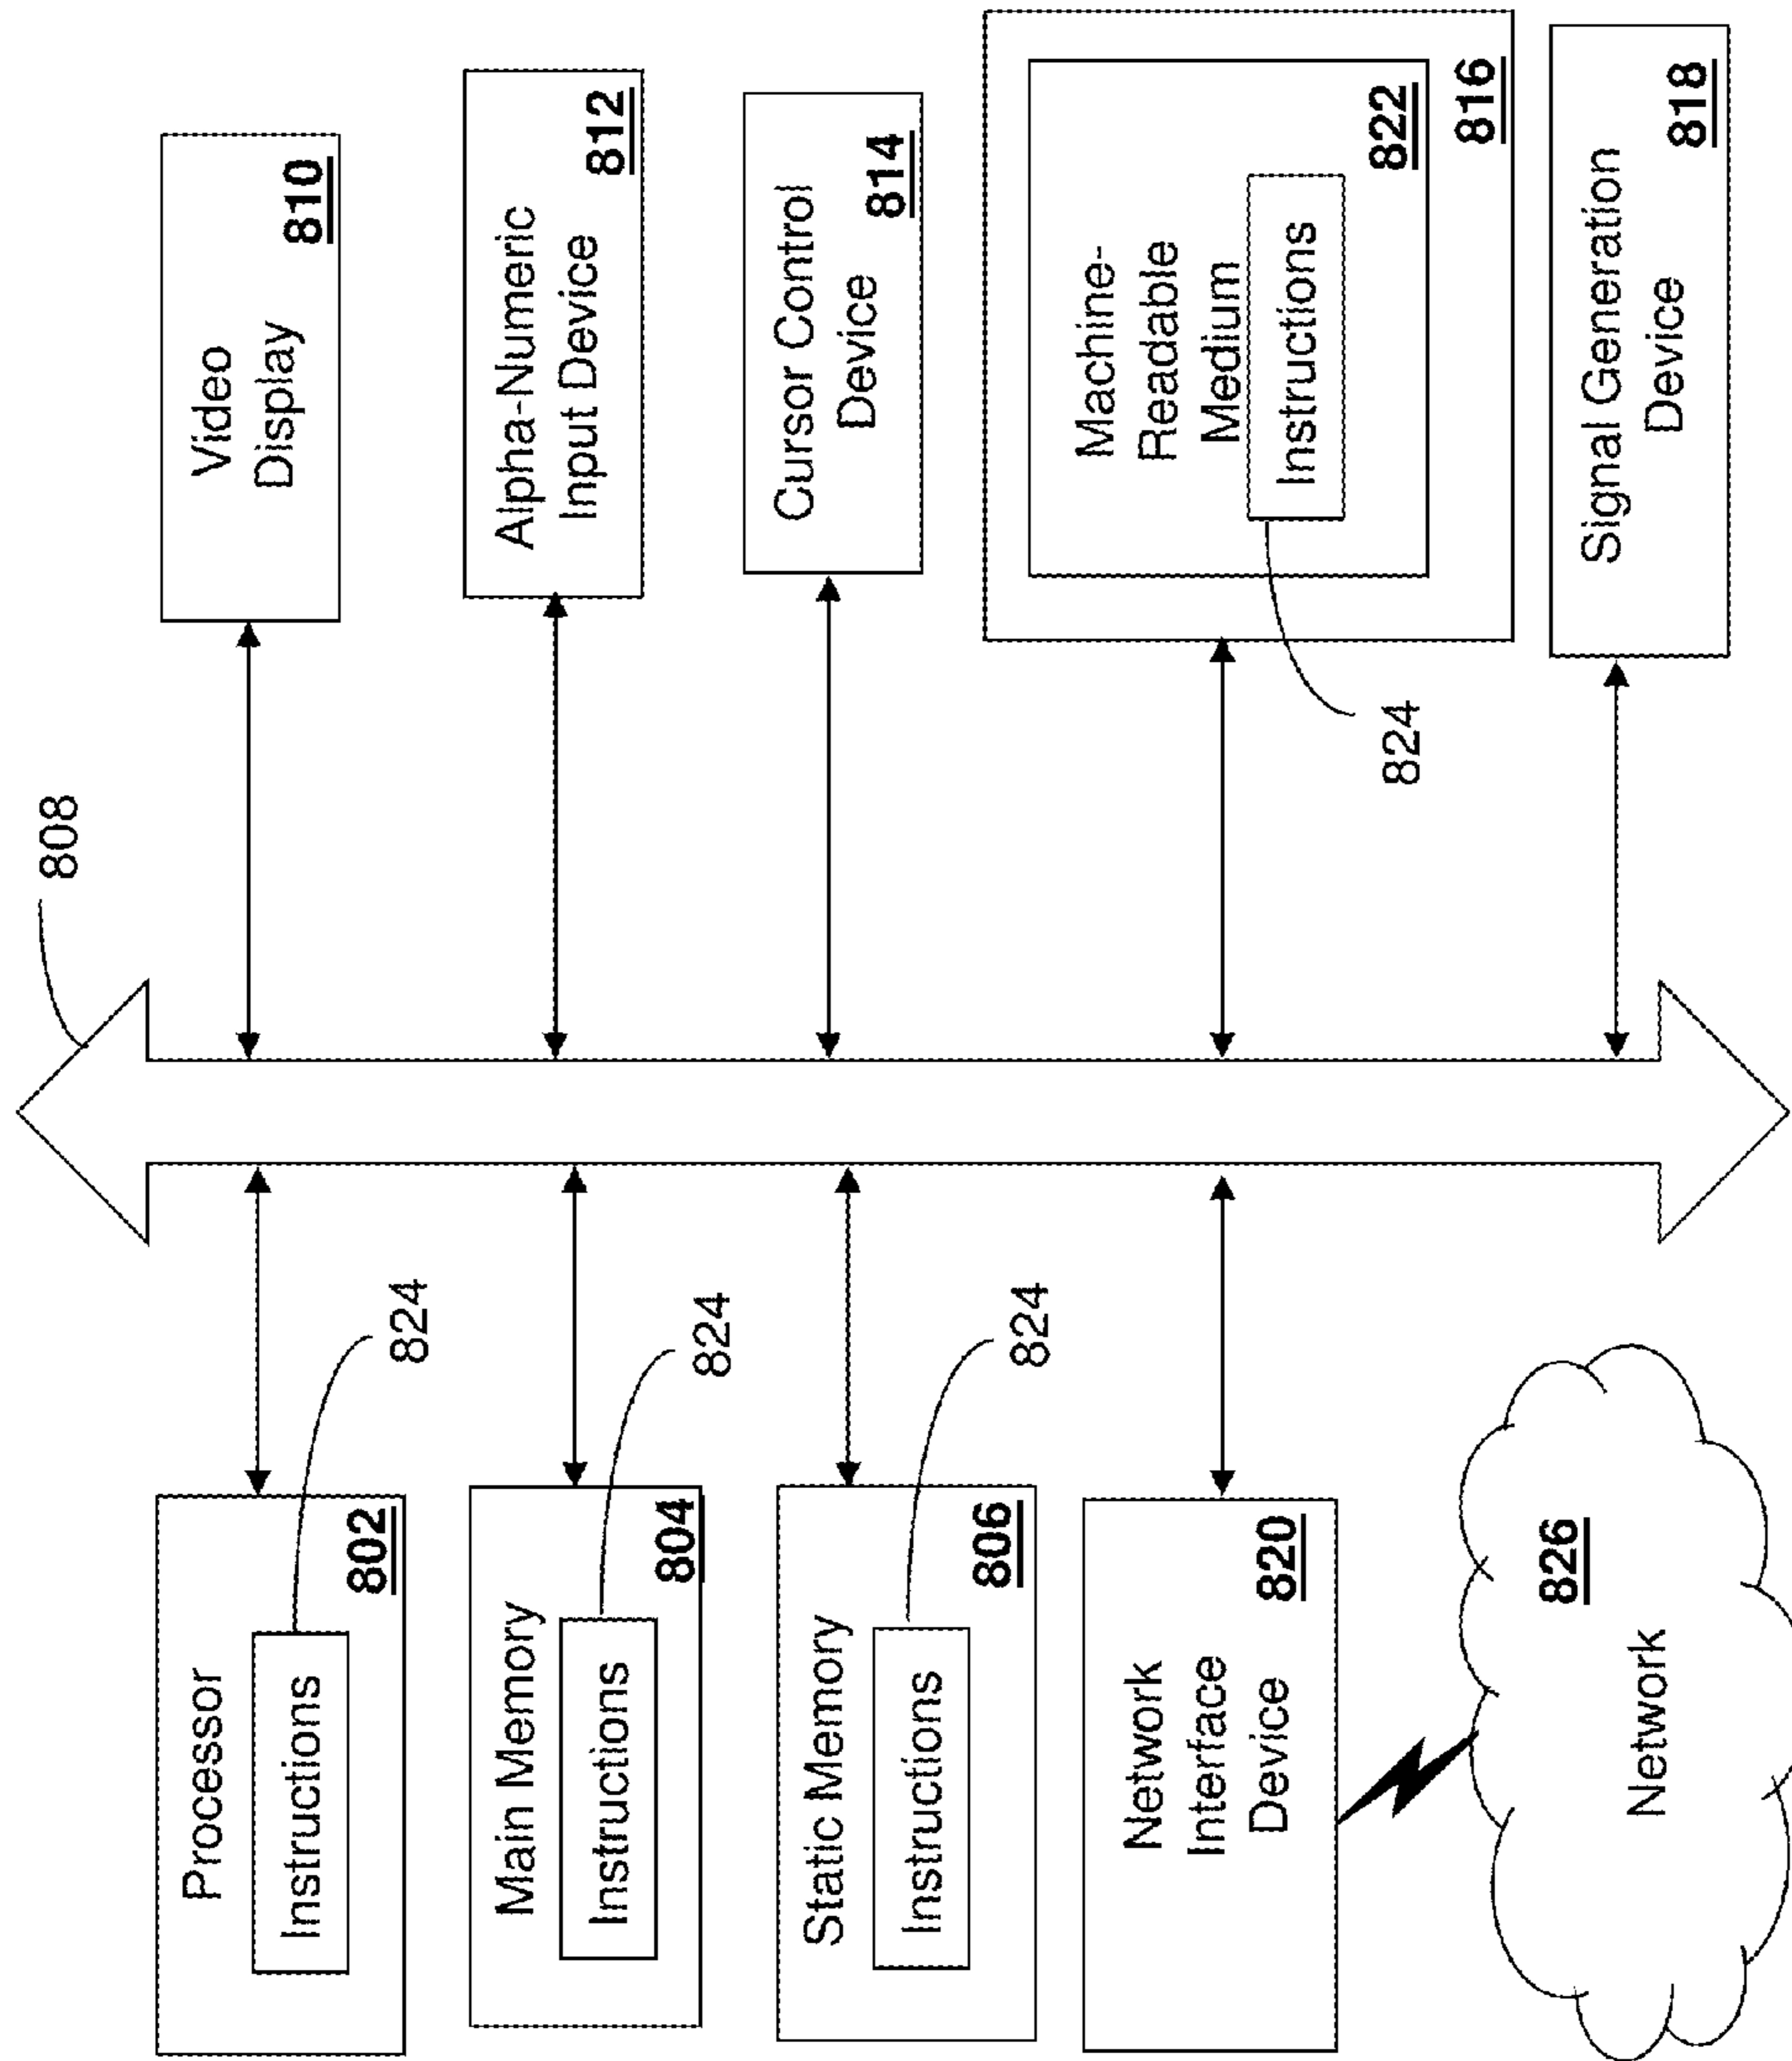 808
Processor
Instructions
802
824
Main Memory
Instructions
804
824
Static Memory
Instructions
806
824
Network
Interface
Device
820
826
Network
Video
Display
810
Alpha-Numeric
Input Device
812
Cursor Control
Device
814
Machine-
Readable
Medium
Instructions
822
816
824
Signal Generation
Device
818